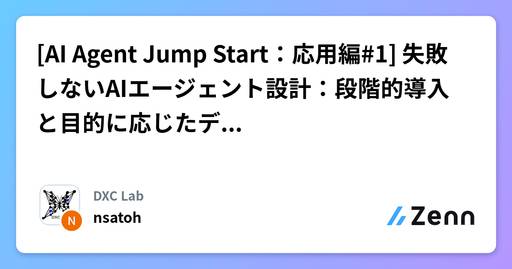 [AI Agent Jump Start：応用編#1] 失敗
しないAIエージェント設計：段階的導入
と目的に応じたデ...
DXC Lab
N
nsatoh
Zenn